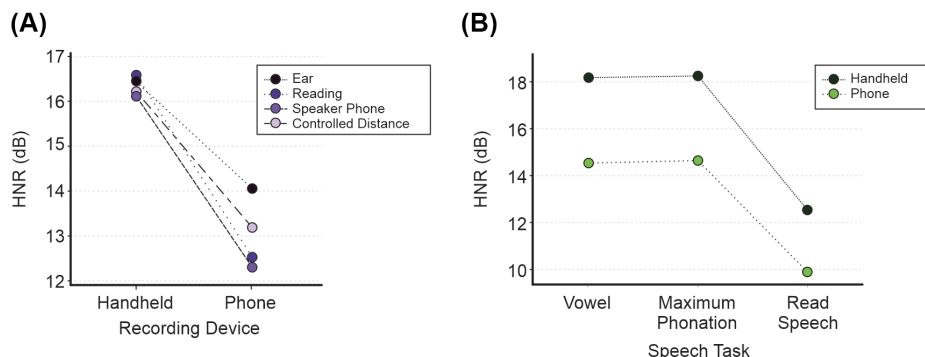 (A)
17
16
15
14
13
12
HNR (dB)
Handheld
Phone
Recording Device
Ear
Reading
Speaker Phone
Controlled Distance
(B)
18
16
14
12
10
HNR (dB)
Vowel
Maximum
Phonation
Read
Speech
Speech Task
Handheld
Phone